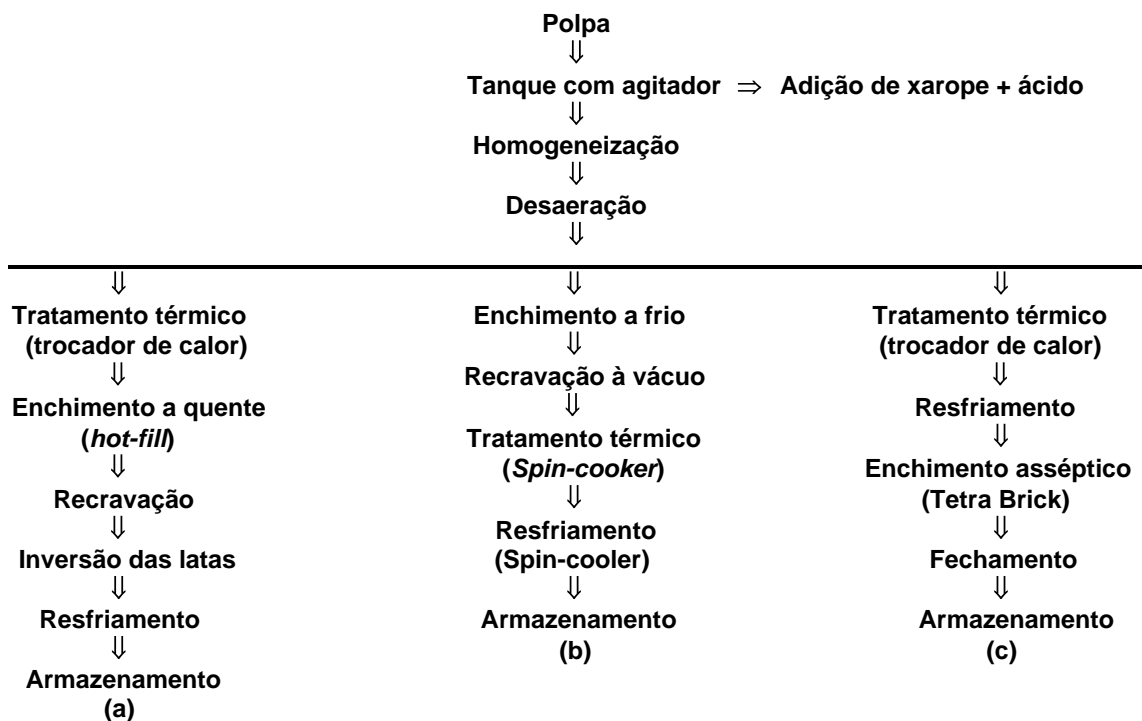 Polpa
⇓
Tanque com agitador ⇒ Adição de xarope + ácido
⇓
Homogeneização
⇓
Desaeração
⇓
⇓
Tratamento térmico
(trocador de calor)
⇓
Enchimento a quente
(hot-fill)
⇓
Recravação
⇓
Inversão das latas
⇓
Resfriamento
⇓
Armazenamento
(a)
⇓
Enchimento a frio
⇓
Recravação à vácuo
⇓
Tratamento térmico
(Spin-cooker)
⇓
Resfriamento
(Spin-cooler)
⇓
Armazenamento
(b)
⇓
Tratamento térmico
(trocador de calor)
⇓
Resfriamento
⇓
Enchimento asséptico
(Tetra Brick)
⇓
Fechamento
⇓
Armazenamento
(c)